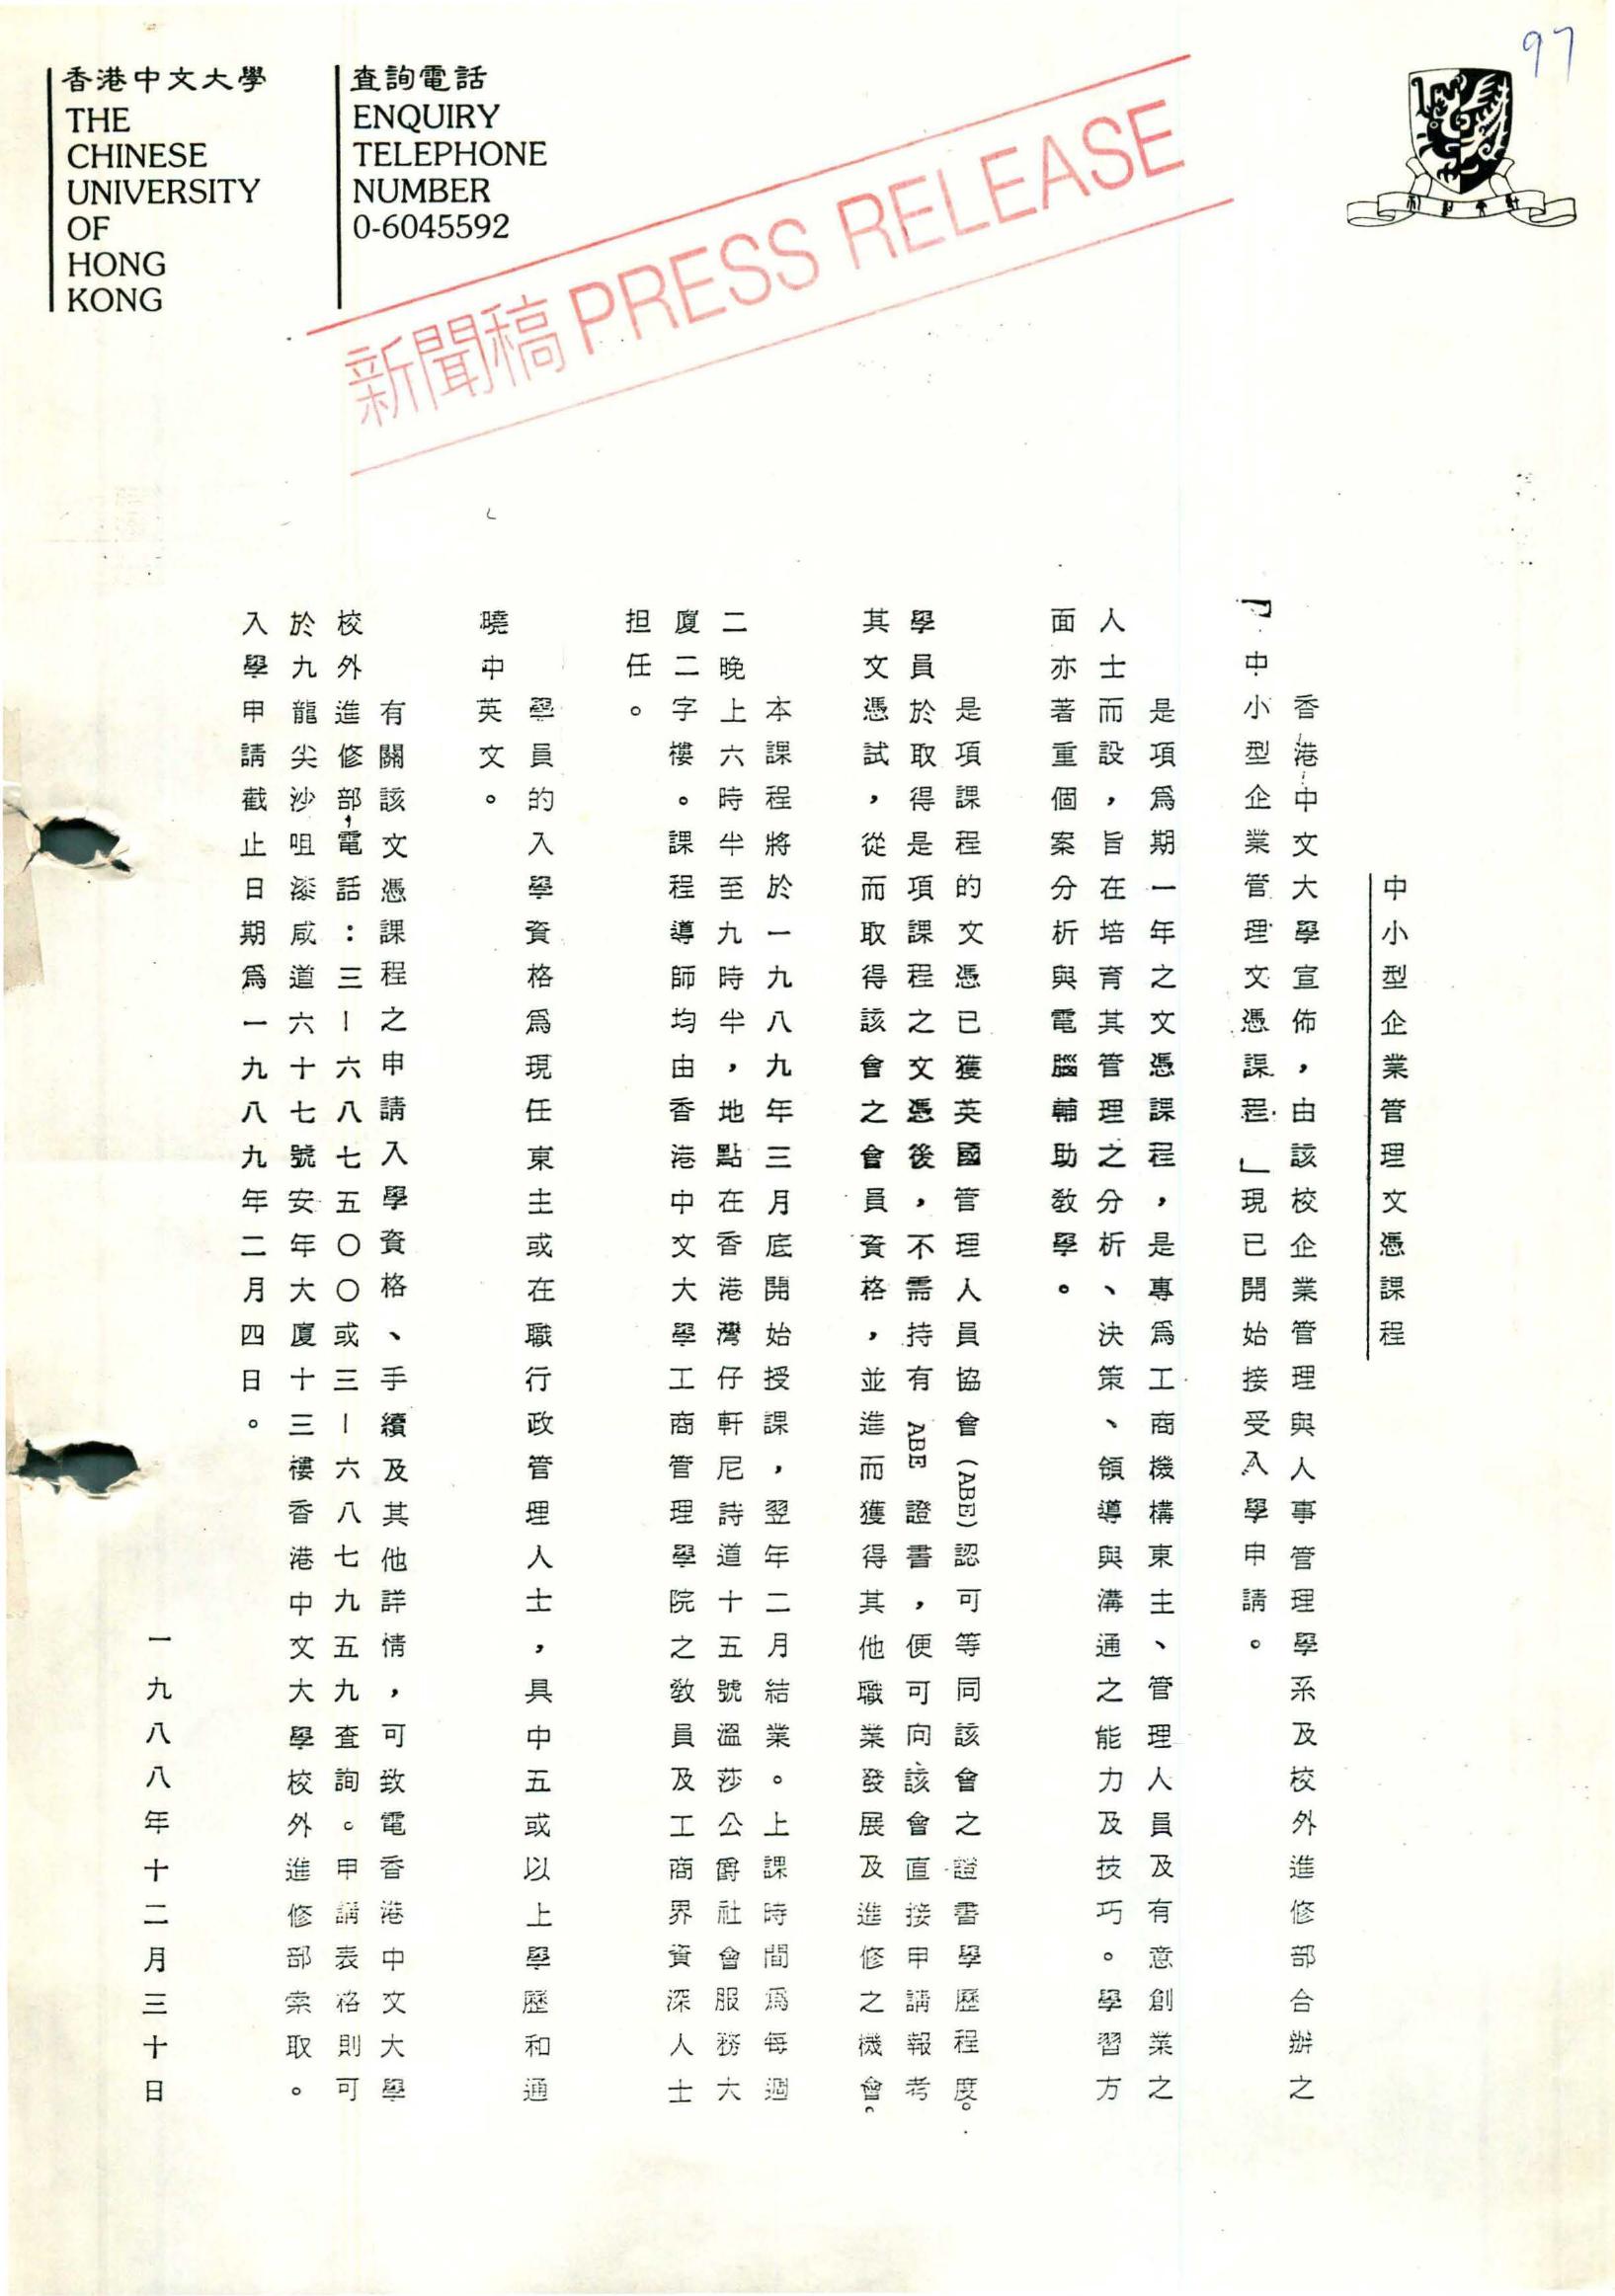 97
香港中文大學
THE
CHINESE
UNIVERSITY
OF
HONG
KONG
查詢電話
ENQUIRY
TELEPHONE
NUMBER
0-6045592
新聞稿 PRESS RELEASE
中小型企業管理文憑課程
香港中文大學宣佈，由該校企業管理與人事管理學系及校外進修部合辦之
「中小型企業管理文憑課程」現已開始接受入學申請。
是項爲期一年之文憑課程，是專爲工商機構東主、管理人員及有意創業之
人士而設，旨在培育其管理之分析、決策、領導與溝通之能力及技巧。學習方
面亦著重個案分析與電腦輔助敎學。
是項課程的文憑已獲英國管理人員協會(ABE)認可等同該會之證書學歷程度。
學員於取得是項課程之文憑後，不需持有 ABE 證書，便可向該會直接申請報考
其文憑試，從而取得該會之會員資格，並進而獲得其他職業發展及進修之機會。
本課程將於一九八九年三月底開始授課，翌年二月結業。上課時間爲每週
二晚上六時半至九時半，地點在香港灣仔軒尼詩道十五號溫莎公爵社會服務大
廈二字樓。課程導師均由香港中文大學工商管理學院之敎員及工商界資深人士
担任。
學員的入學資格爲現任東主或在職行政管理人士，具中五或以上學歷和通
曉中英文。
有關該文憑課程之申請入學資格、手續及其他詳情，可致電香港中文大學
校外進修部，電話：三－六八七五〇〇或三－六八七九五九查詢。申請表格則可
於九龍尖沙咀漆咸道六十七號安年大廈十三樓香港中文大學校外進修部索取。
入學申請截止日期爲一九八九年二月四日。
一九八八年十二月三十日